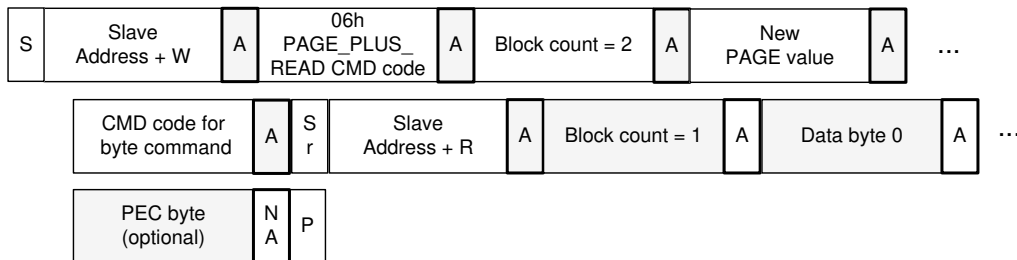 S
Slave
Address + W
A
06h
PAGE_PLUS_
READ CMD code
A
Block count = 2
A
New
PAGE value
A
...
CMD code for
byte command
A
S
r
Slave
Address + R
A
Block count = 1
A
Data byte 0
A
...
PEC byte
(optional)
N
A
P